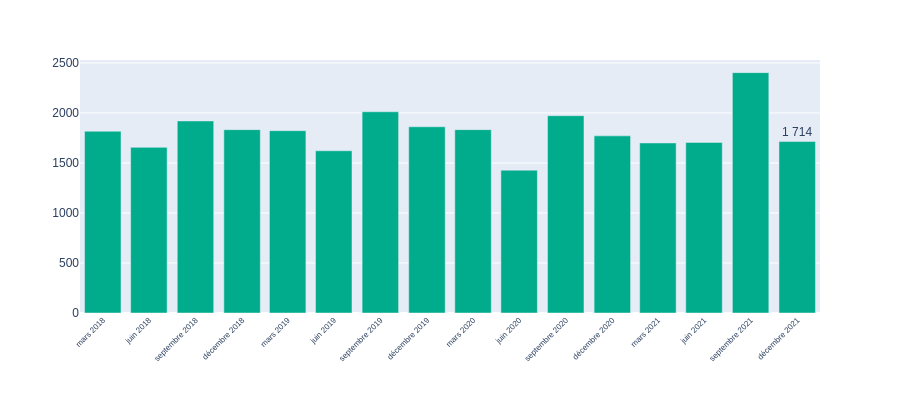 2500
2000
1 714
1500
1000
500
0
mars 2018
juin 2018
septembre 2018
décembre 2018
mars 2019
juin 2019
septembre 2019
décembre 2019
mars 2020
juin 2020
septembre 2020
décembre 2020
mars 2021
juin 2021
septembre 2021
décembre 2021